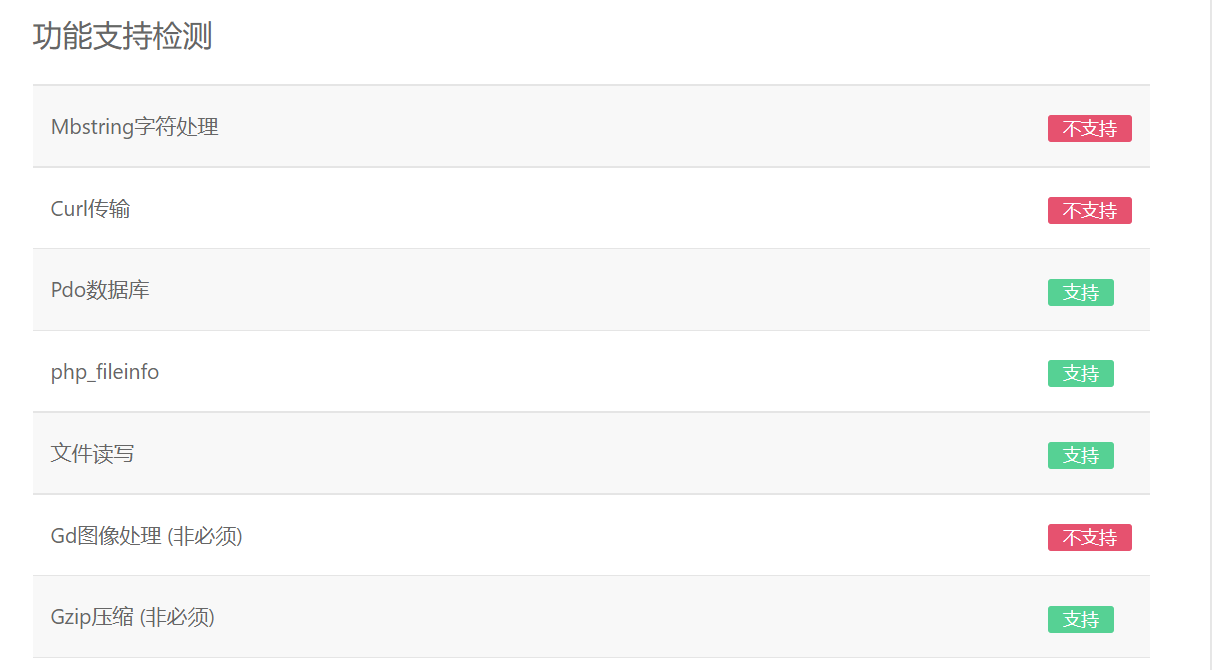 功能支持检测
Mbstring字符处理 不支持
Curl传输 不支持
Pdo数据库 支持
php_fileinfo 支持
文件读写 支持
Gd图像处理 (非必须) 不支持
Gzip压缩 (非必须) 支持